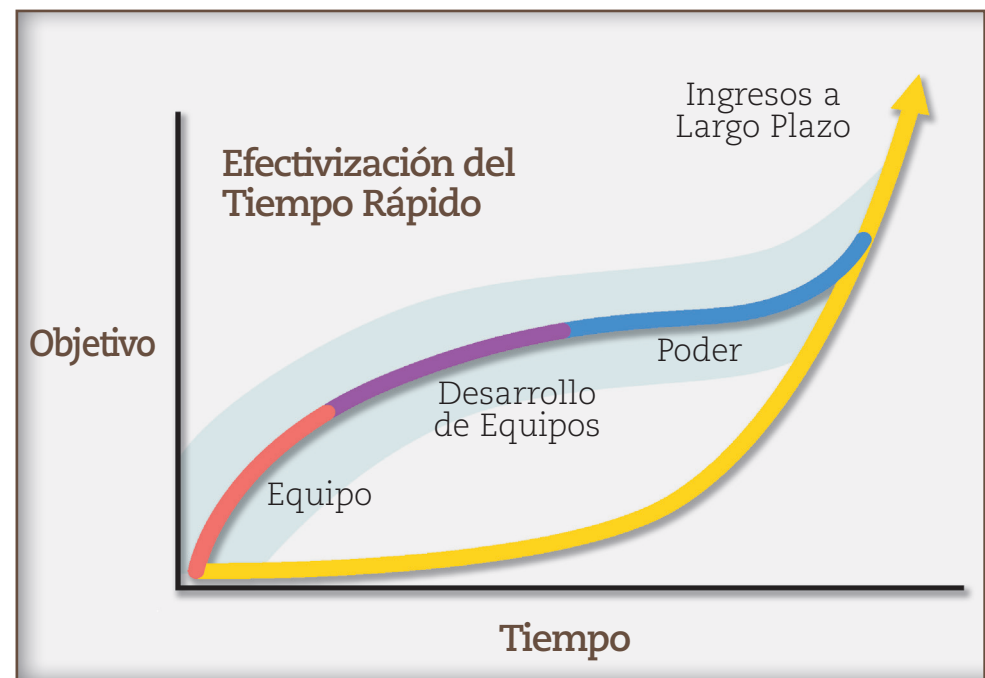 Ingresos a
Largo Plazo
Efectivización del
Tiempo Rápido
Objetivo
Poder
Desarrollo
de Equipos
Equipo
Tiempo